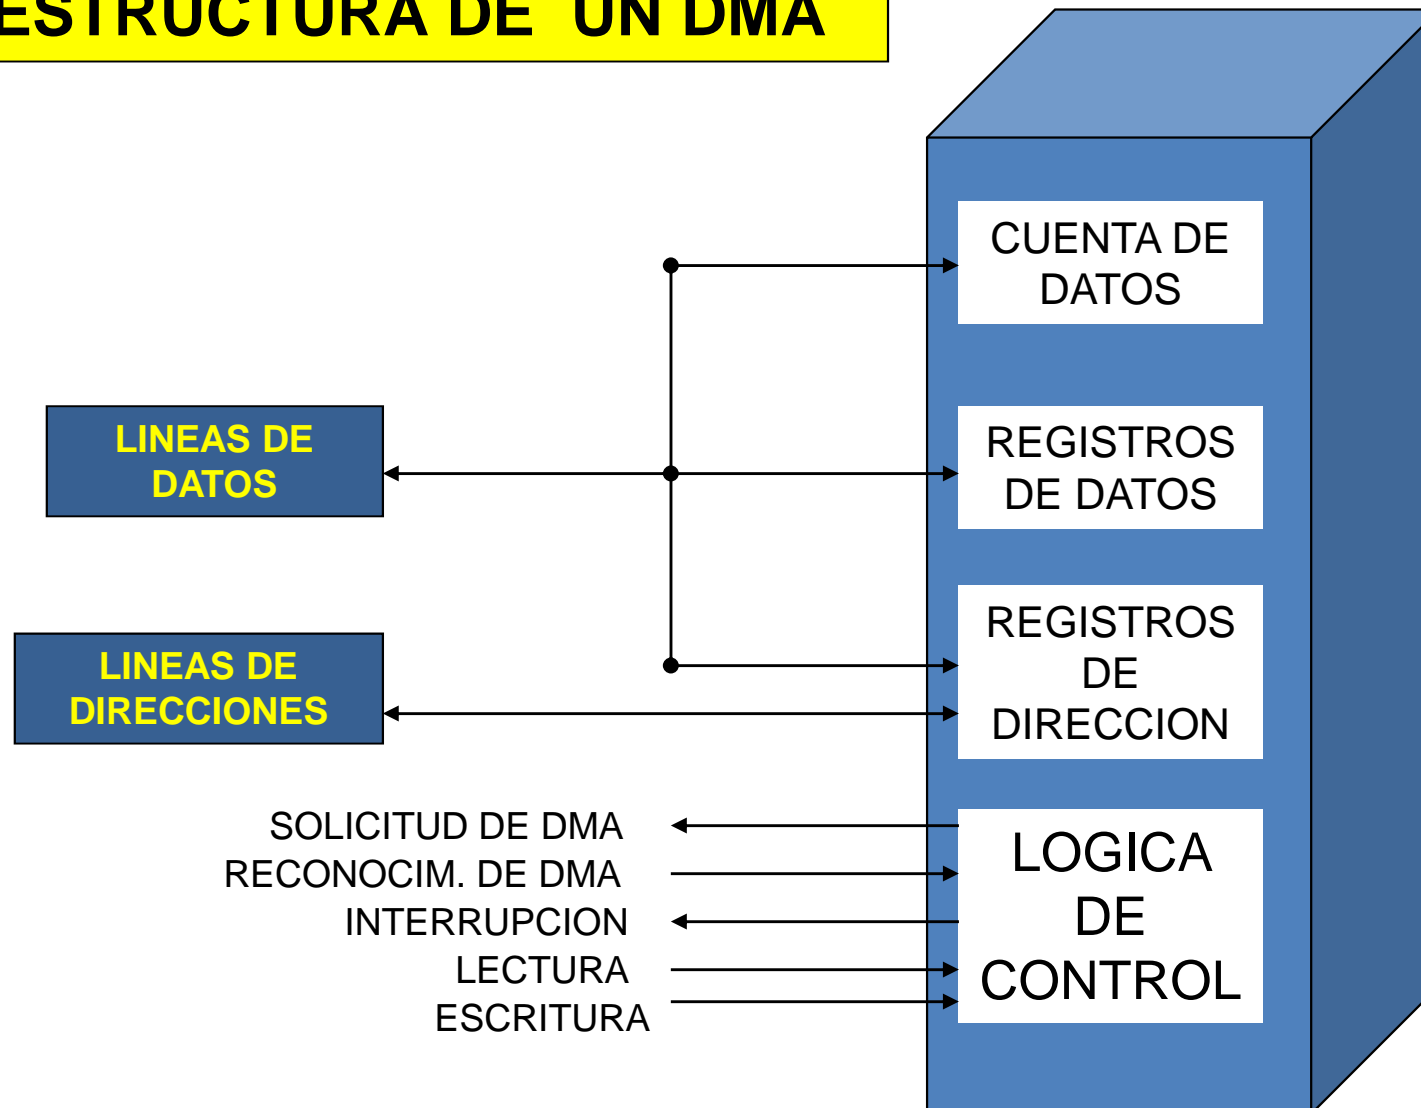 ESTRUCTURA DE UN DMA
CUENTA DE
DATOS
LINEAS DE
DATOS
REGISTROS
DE DATOS
LINEAS DE
DIRECCIONES
REGISTROS
DE
DIRECCION
SOLICITUD DE DMA
RECONOCIM. DE DMA
INTERRUPCION
LECTURA
ESCRITURA
LOGICA
DE
CONTROL